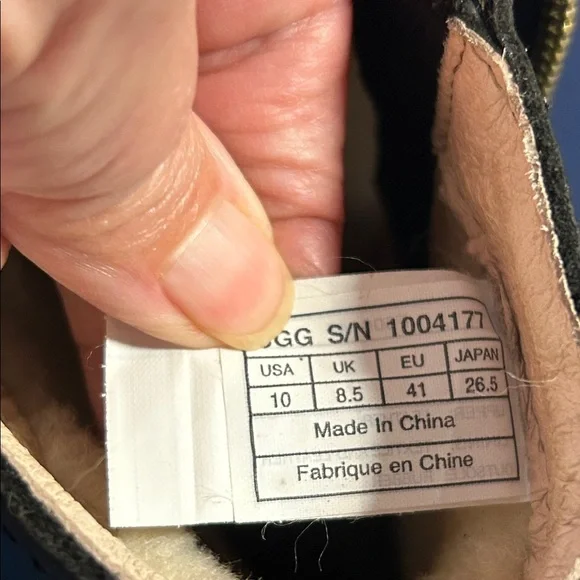 GG S/N 1004177
USA UK EU JAPAN
10 8.5 41 26.5
Made In China
Fabrique en Chine